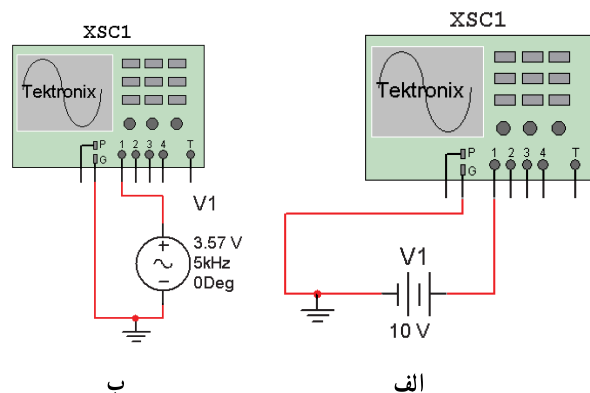 XSC1
Tektronix
P
G
1 2 3 4 T
V1
3.57 V
5kHz
0Deg
ب
XSC1
Tektronix
P
G
1 2 3 4 T
V1
10 V
الف